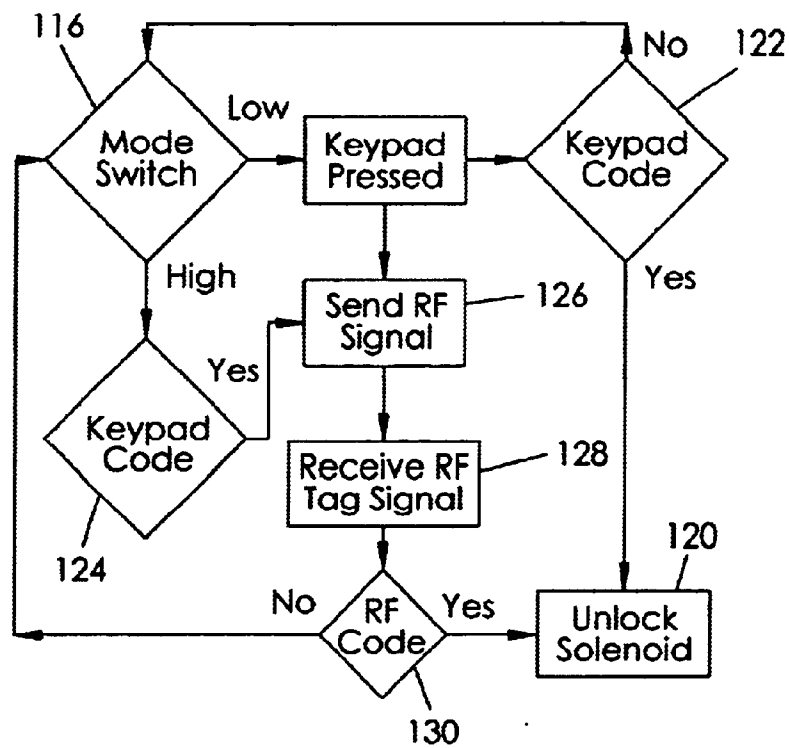 116
No
122
Low
Mode
Switch
Keypad
Pressed
Keypad
Code
High
Yes
Send RF
Signal
126
Yes
Keypad
Code
Receive RF
Tag Signal
128
124
120
No
RF
Code
Yes
Unlock
Solenoid
130